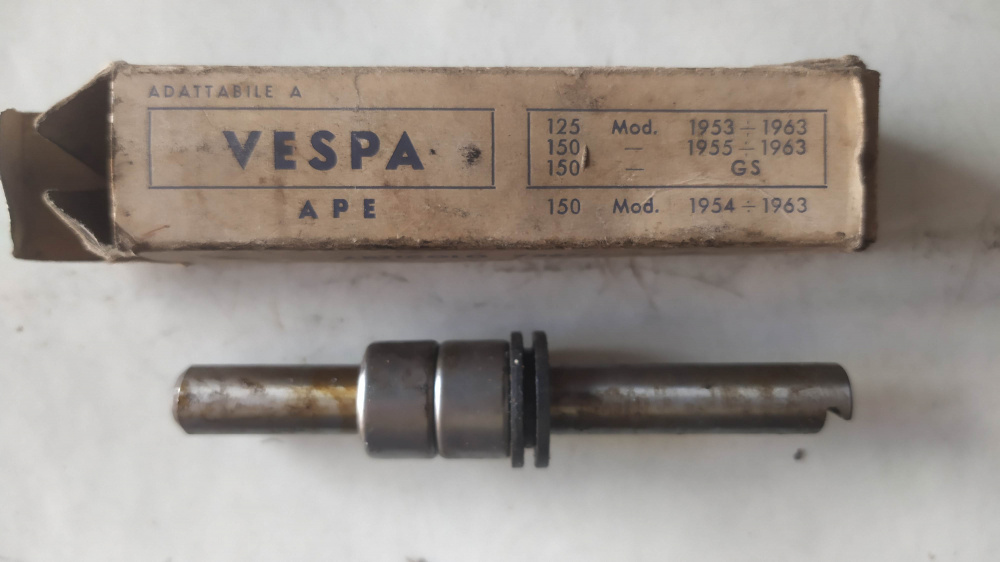 ADATTABILE A
VESPA
APE
125 Mod. 1953 ÷ 1963
150 — 1955 ÷ 1963
150 — GS
150 Mod. 1954 ÷ 1963